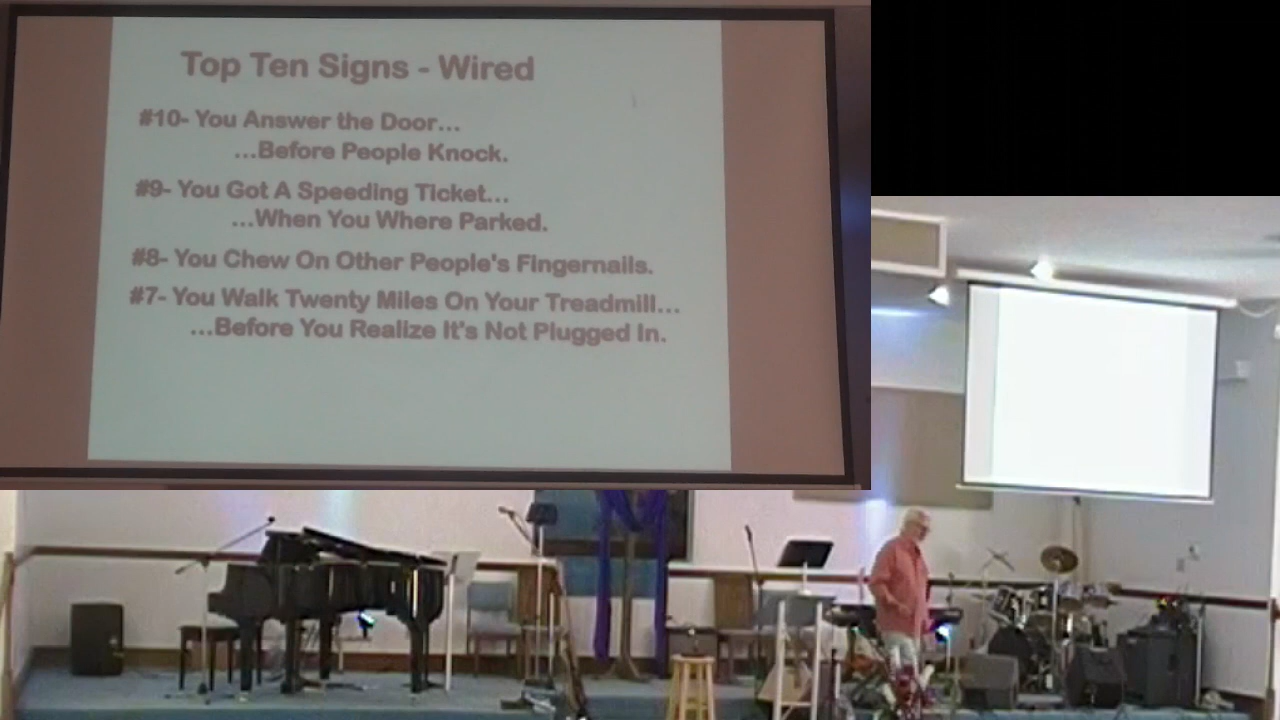 Top Ten Signs - Wired
#10- You Answer the Door...
...Before People Knock.
#9- You Got A Speeding Ticket...
...When You Where Parked.
#8- You Chew On Other People's Fingernails.
#7- You Walk Twenty Miles On Your Treadmill...
...Before You Realize It's Not Plugged In.